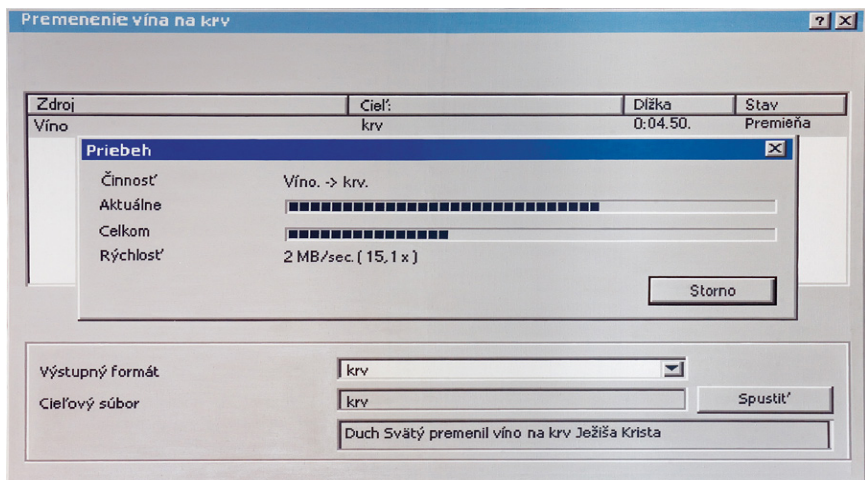 Premenenie vína na krv
Zdroj Cieľ: Dĺžka Stav
Víno krv 0:04.50. Premieňa
Priebeh
Činnosť Víno. -> krv.
Aktuálne
Celkom
Rýchlosť 2 MB/sec. ( 15,1 x )
Storno
Výstupný formát krv
Cieľový súbor krv Spustiť
Duch Svätý premenil víno na krv Ježiša Krista